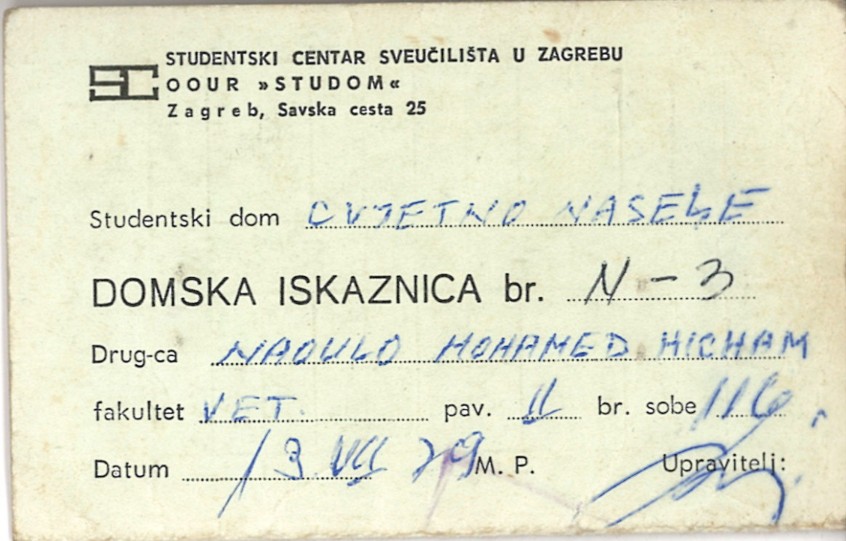 SC
STUDENTSKI CENTAR SVEUČILIŠTA U ZAGREBU
OOUR »STUDOM«
Zagreb, Savska cesta 25
Studentski dom CVJETNO NASEĻE
DOMSKA ISKAZNICA br. N-3
Drug-ca NAOULO MOHAMED HICHAM
fakultet VET. pav. II br. sobe 116
Datum 13 VII 79 M. P. Upravitelj: